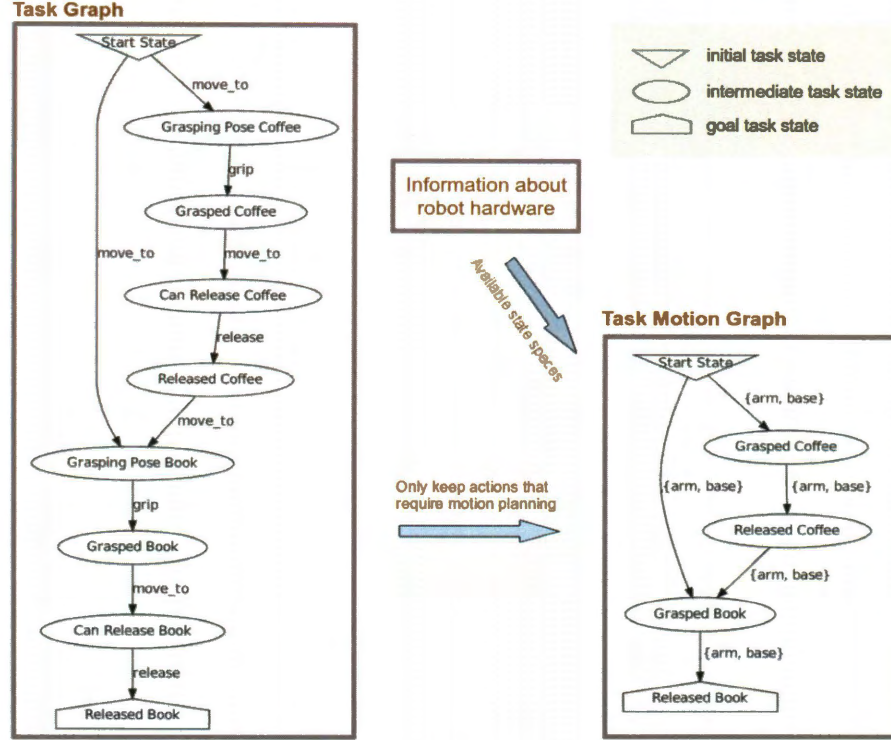 Task Graph
Start State
move_to
Grasping Pose Coffee
grip
Grasped Coffee
move_to
move_to
Can Release Coffee
release
Released Coffee
move_to
Grasping Pose Book
grip
Grasped Book
move_to
Can Release Book
release
Released Book
initial task state
intermediate task state
goal task state
Information about
robot hardware
Available state speces
Only keep actions that
require motion planning
Task Motion Graph
Start State
{arm, base}
Grasped Coffee
{arm, base}
{arm, base}
Released Coffee
{arm, base}
Grasped Book
{arm, base}
Released Book